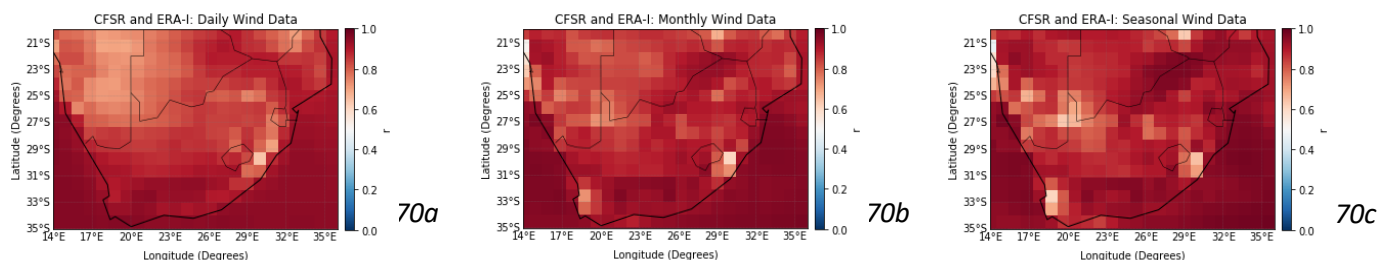 CFSR and ERA-I: Daily Wind Data
21°S
23°S
25°S
27°S
29°S
31°S
33°S
35°S
Latitude (Degrees)
14°E 17°E 20°E 23°E 26°E 29°E 32°E 35°E
Longitude (Degrees)
1.0
0.8
0.6
0.4
0.2
0.0
r
70a
CFSR and ERA-I: Monthly Wind Data
21°S
23°S
25°S
27°S
29°S
31°S
33°S
35°S
Latitude (Degrees)
14°E 17°E 20°E 23°E 26°E 29°E 32°E 35°E
Longitude (Degrees)
1.0
0.8
0.6
0.4
0.2
0.0
r
70b
CFSR and ERA-I: Seasonal Wind Data
21°S
23°S
25°S
27°S
29°S
31°S
33°S
35°S
Latitude (Degrees)
14°E 17°E 20°E 23°E 26°E 29°E 32°E 35°E
Longitude (Degrees)
1.0
0.8
0.6
0.4
0.2
0.0
r
70c